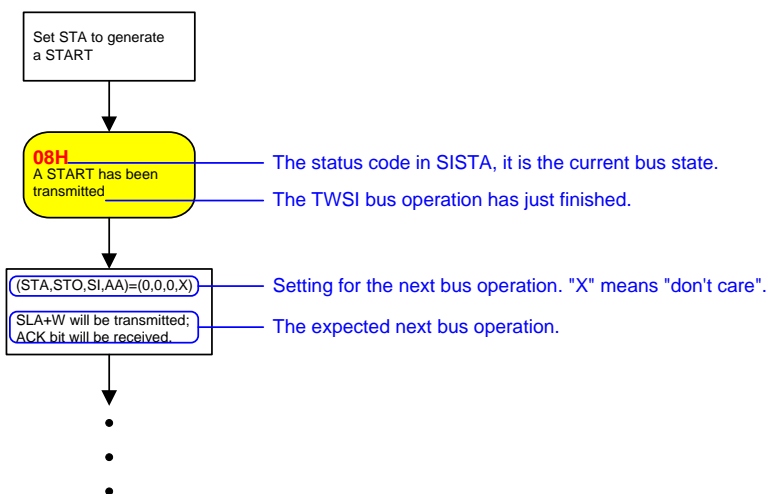 Set STA to generate
a START
08H
A START has been
transmitted
The status code in SISTA, it is the current bus state.
The TWSI bus operation has just finished.
(STA,STO,SI,AA)=(0,0,0,X)
Setting for the next bus operation. "X" means "don't care".
SLA+W will be transmitted;
ACK bit will be received.
The expected next bus operation.